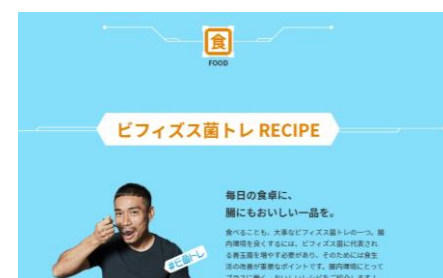 食
FOOD
ビフィズス菌トレ RECIPE
毎日の食卓に、
腸にもおいしい一品を。
食べることも、大事なビフィズス菌トレの一つ。腸
内環境を良くするには、ビフィズス菌に代表され
る善玉菌を増やす必要があり、そのためには食生
活の改善が重要なポイントです。腸内環境にとって
#ビ菌トレ